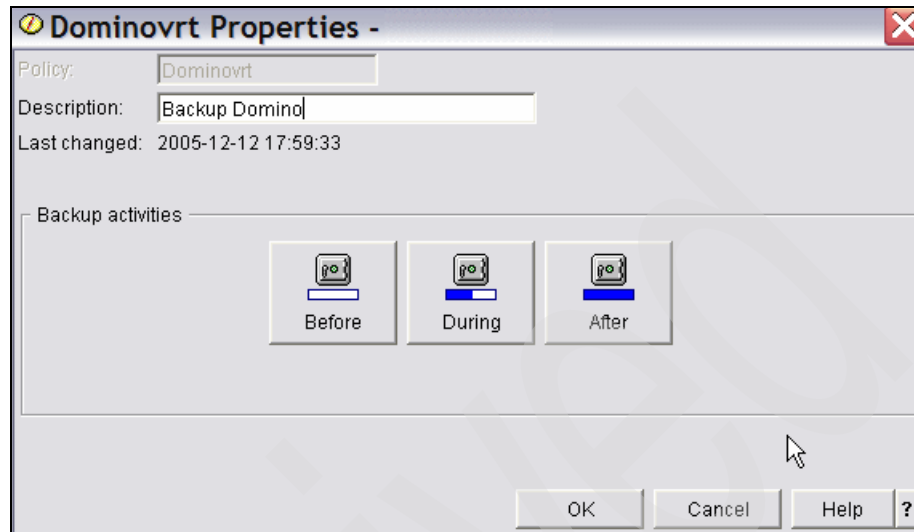 Dominovrt Properties -
Policy: Dominovrt
Description: Backup Domino
Last changed: 2005-12-12 17:59:33
Backup activities
Before During After
OK Cancel Help ?